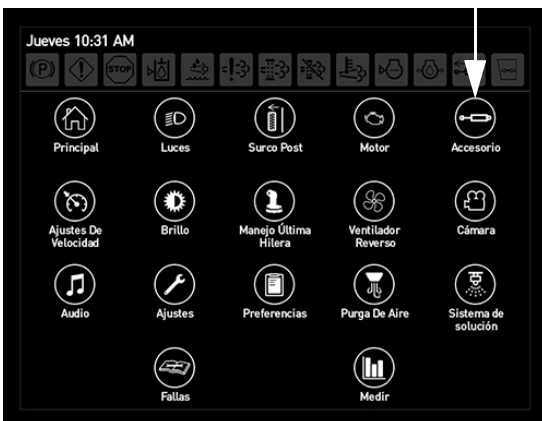 Jueves 10:31 AM
(P) STOP
Principal Luces Surco Post Motor Accesorio
Ajustes De Velocidad Brillo Manejo Última Hilera Ventilador Reverso Cámara
Audio Ajustes Preferencias Purga De Aire Sistema de solución
Fallas Medir